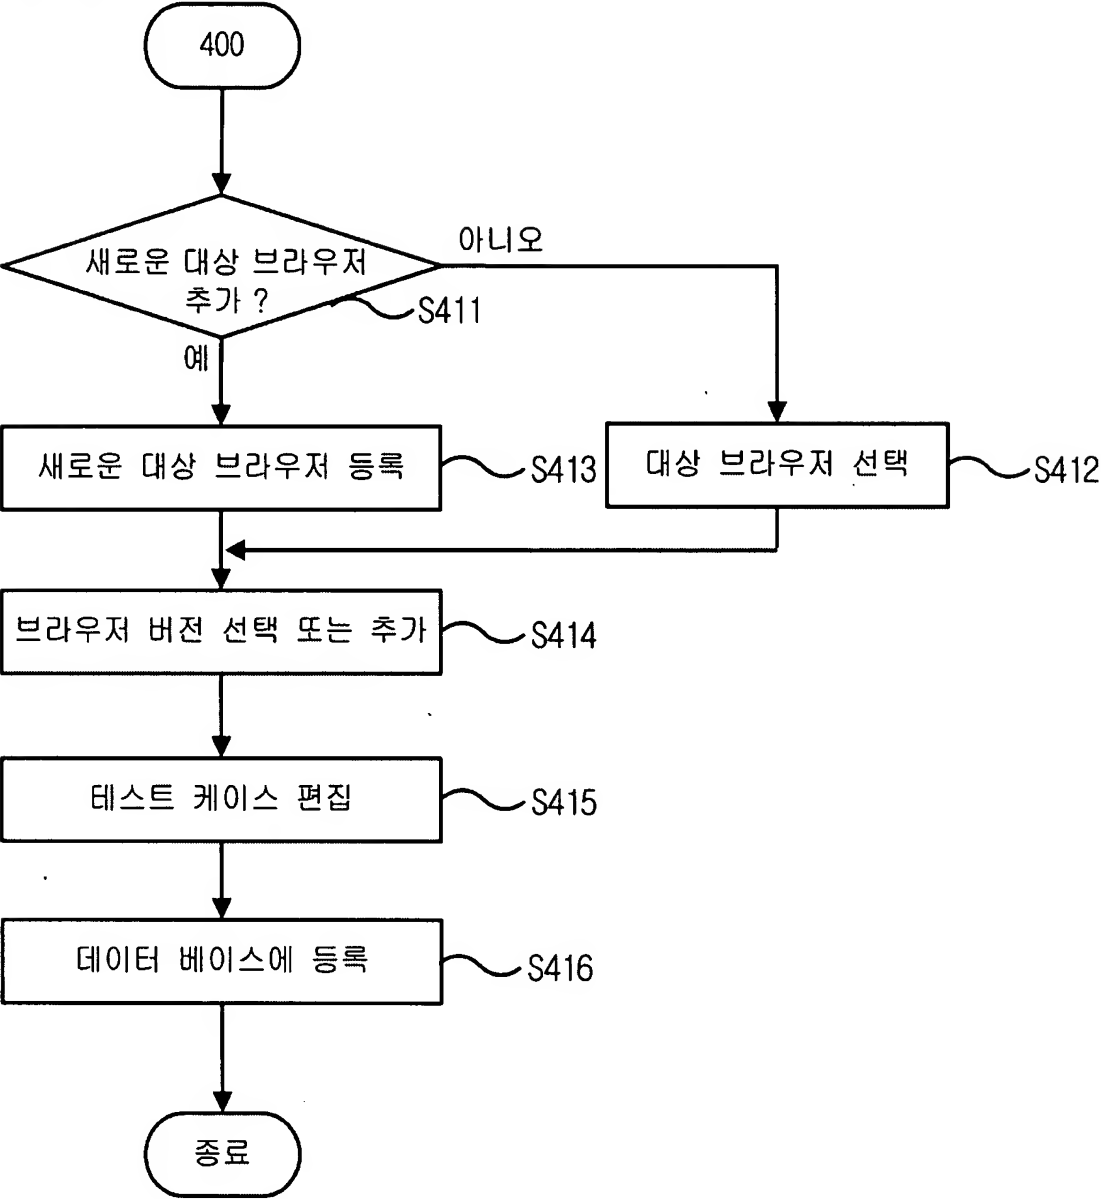 400
아니오
새로운 대상 브라우저
추가 ?
S411
예
새로운 대상 브라우저 등록
S413
대상 브라우저 선택
S412
브라우저 버전 선택 또는 추가
S414
테스트 케이스 편집
S415
데이터 베이스에 등록
S416
종료